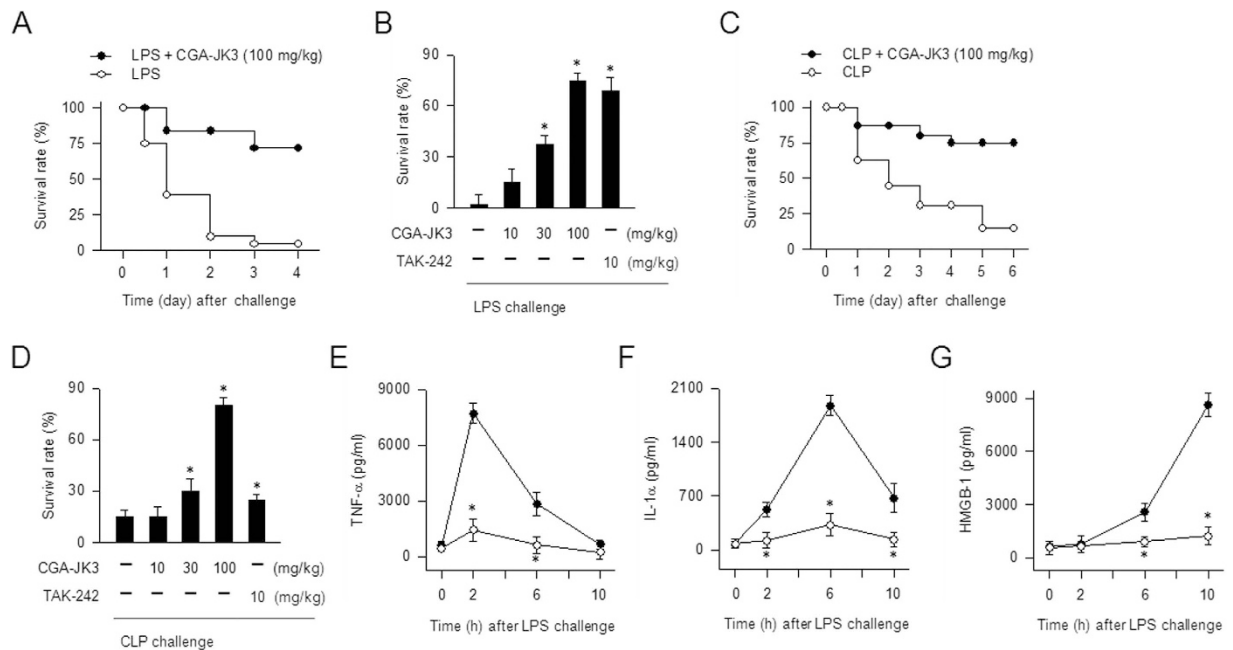 A
LPS + CGA-JK3 (100 mg/kg)
LPS
Survival rate (%)
100
75
50
25
0
0 1 2 3 4
Time (day) after challenge
B
Survival rate (%)
90
60
30
0
* * *
CGA-JK3 – 10 30 100 – (mg/kg)
TAK-242 – – – – 10 (mg/kg)
LPS challenge
C
CLP + CGA-JK3 (100 mg/kg)
CLP
Survival rate (%)
100
75
50
25
0
0 1 2 3 4 5 6
Time (day) after challenge
D
Survival rate (%)
90
60
30
0
* * *
CGA-JK3 – 10 30 100 – (mg/kg)
TAK-242 – – – – 10 (mg/kg)
CLP challenge
E
TNF-α (pg/ml)
9000
6000
3000
0
* *
0 2 6 10
Time (h) after LPS challenge
F
IL-1α (pg/ml)
2100
1400
700
0
* * *
0 2 6 10
Time (h) after LPS challenge
G
HMGB-1 (pg/ml)
9000
6000
3000
0
* *
0 2 6 10
Time (h) after LPS challenge